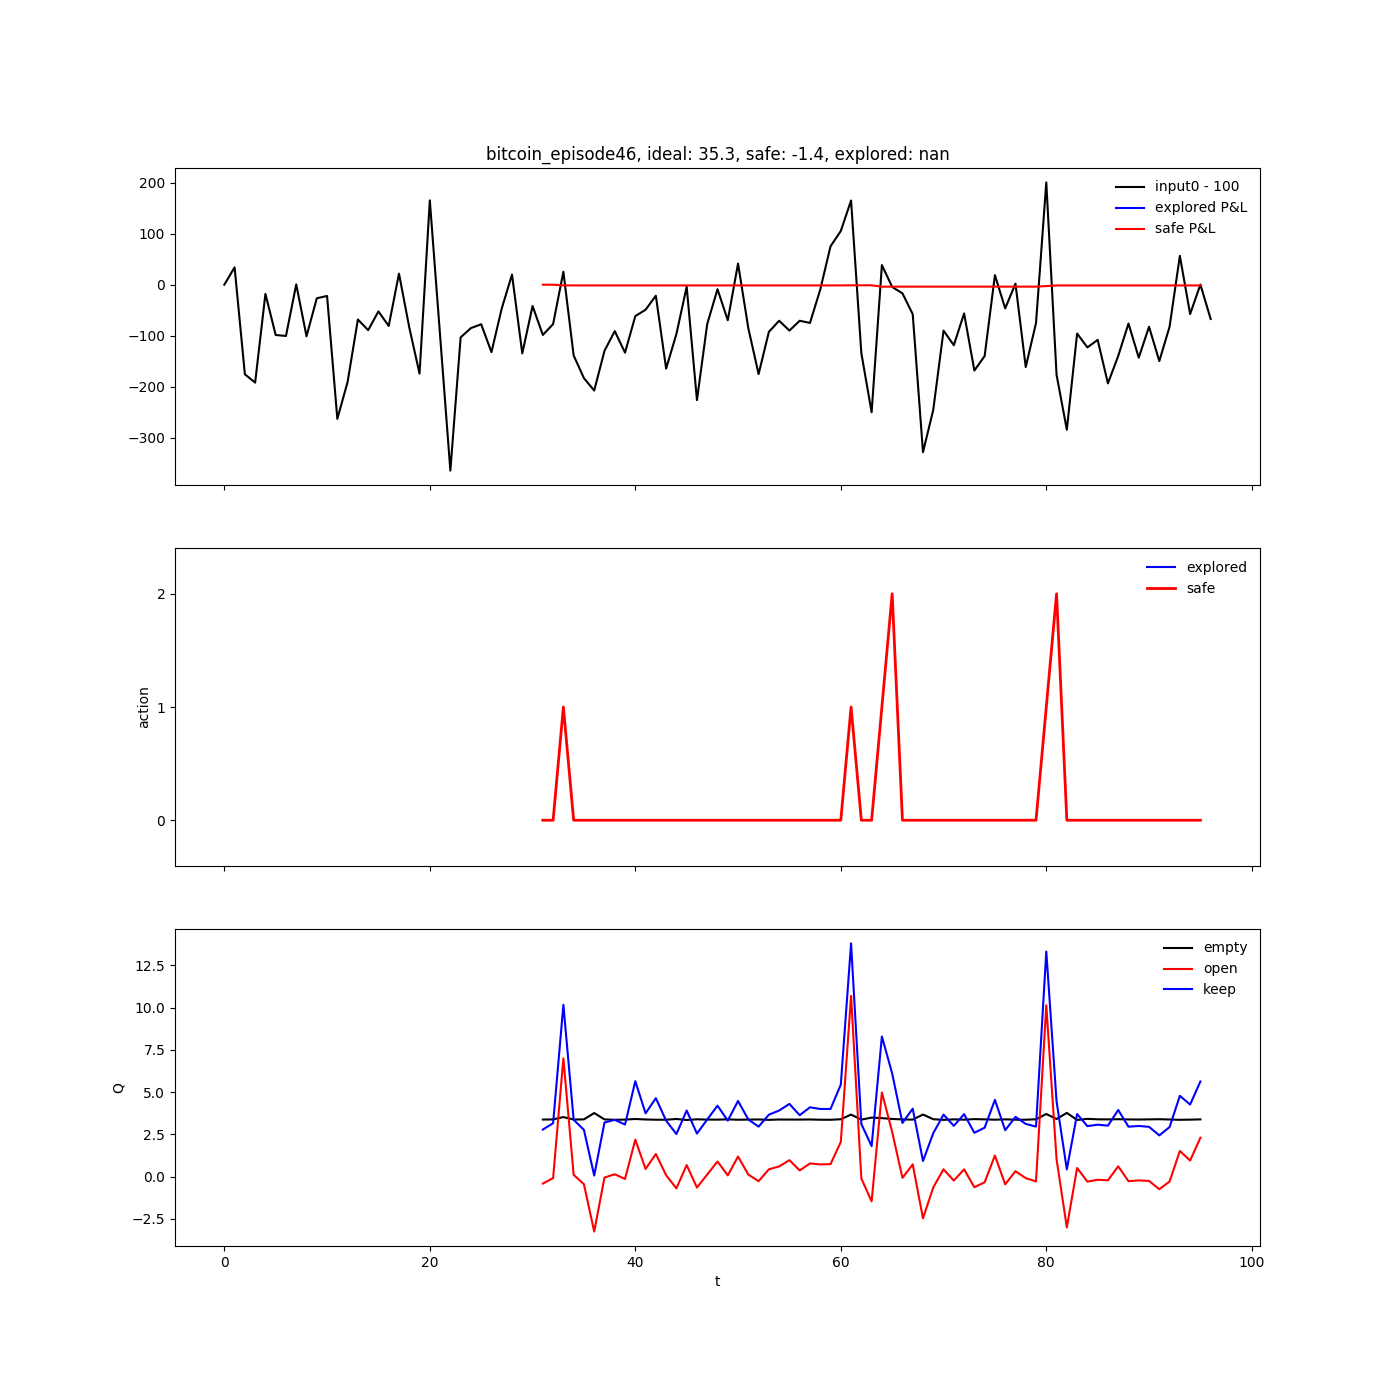 bitcoin_episode46, ideal: 35.3, safe: -1.4, explored: nan
200
100
0
−100
−200
−300
input0 - 100
explored P&L
safe P&L
action
2
1
0
explored
safe
Q
12.5
10.0
7.5
5.0
2.5
0.0
−2.5
empty
open
keep
0 20 40 60 80 100
t